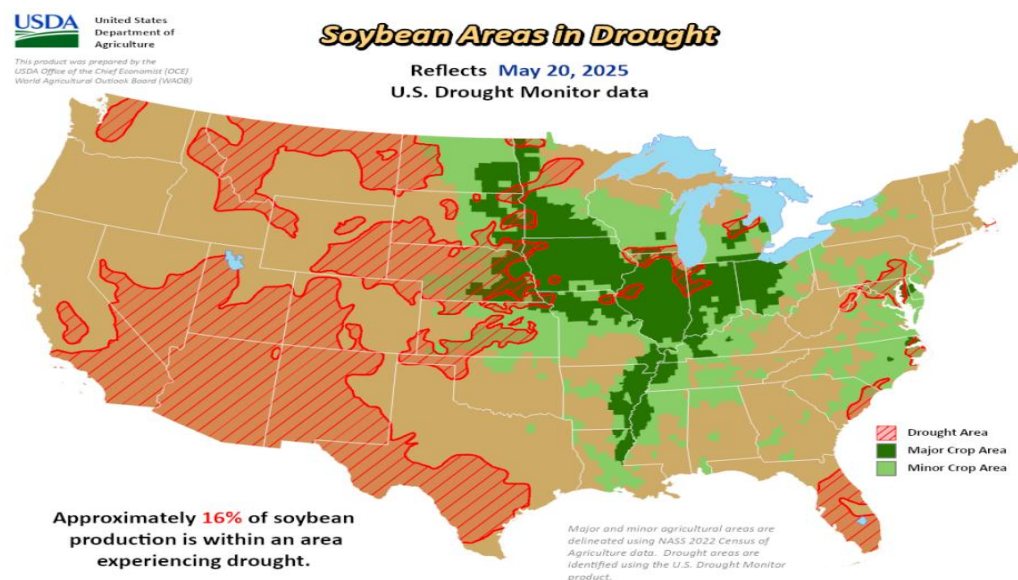 USDA
United States
Department of
Agriculture
This product was prepared by the
USDA Office of the Chief Economist (OCE)
World Agricultural Outlook Board (WAOB)
Soybean Areas in Drought
Reflects May 20, 2025
U.S. Drought Monitor data
Drought Area
Major Crop Area
Minor Crop Area
Approximately 16% of soybean
production is within an area
experiencing drought.
Major and minor agricultural areas are
delineated using NASS 2022 Census of
Agriculture data. Drought areas are
identified using the U.S. Drought Monitor
product.